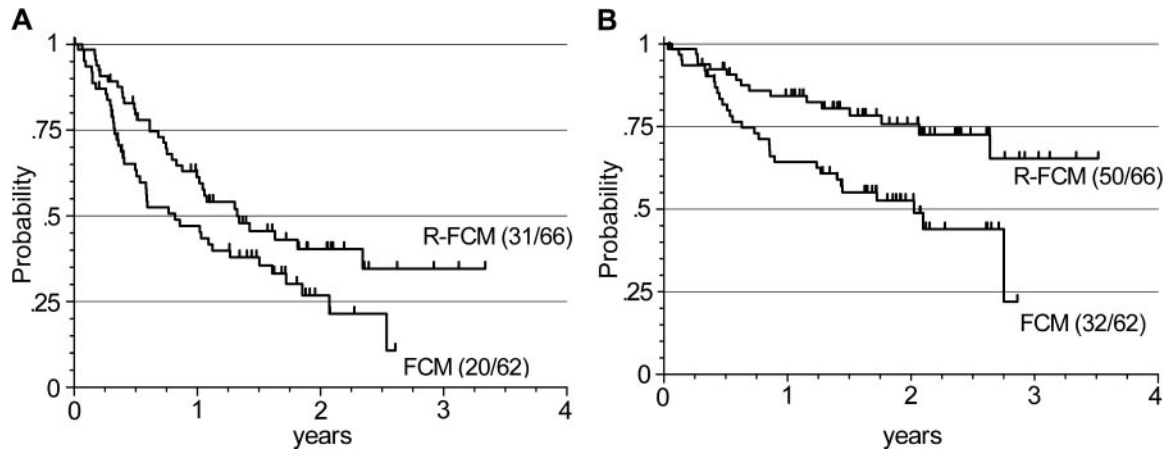 A
Probability
1
.75
.5
.25
0
R-FCM (31/66)
FCM (20/62)
0 1 2 3 4
years
B
Probability
1
.75
.5
.25
0
R-FCM (50/66)
FCM (32/62)
0 1 2 3 4
years